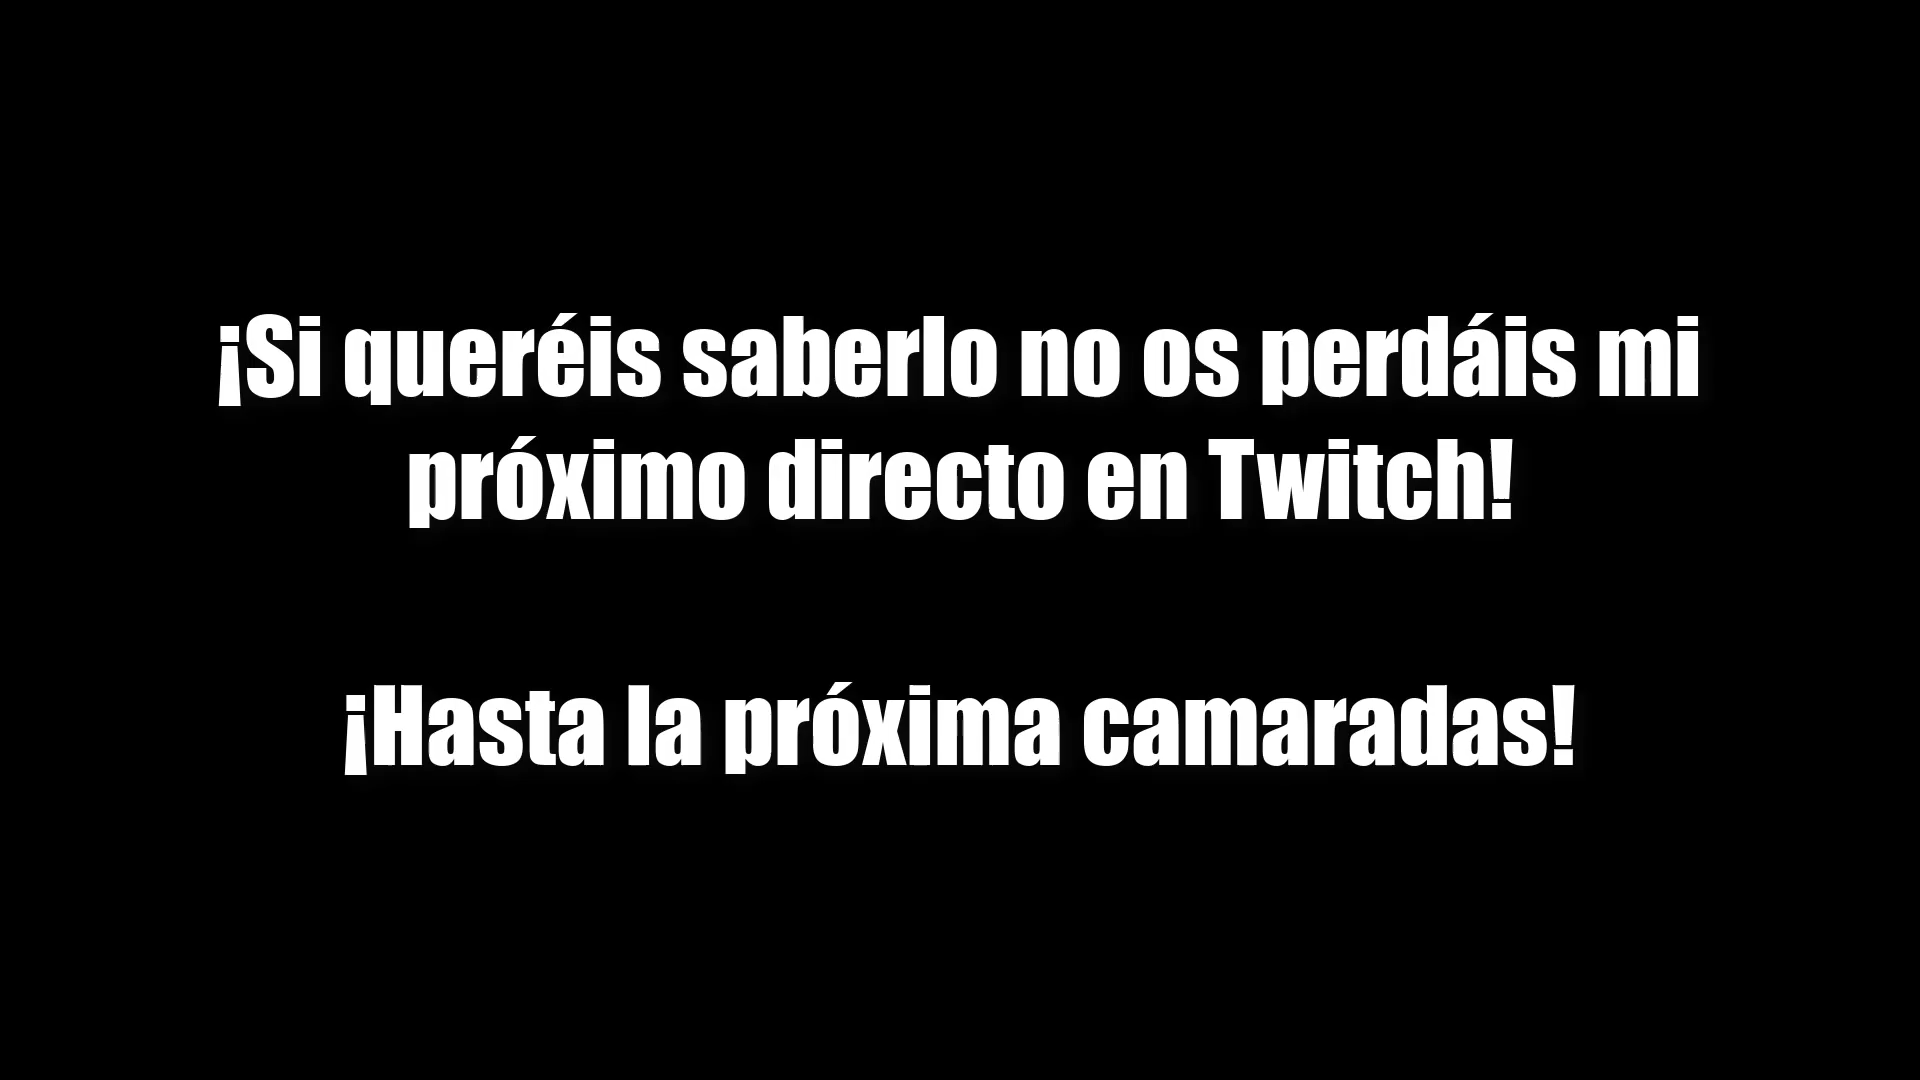 ¡Si queréis saberlo no os perdáis mi
próximo directo en Twitch!
¡Hasta la próxima camaradas!